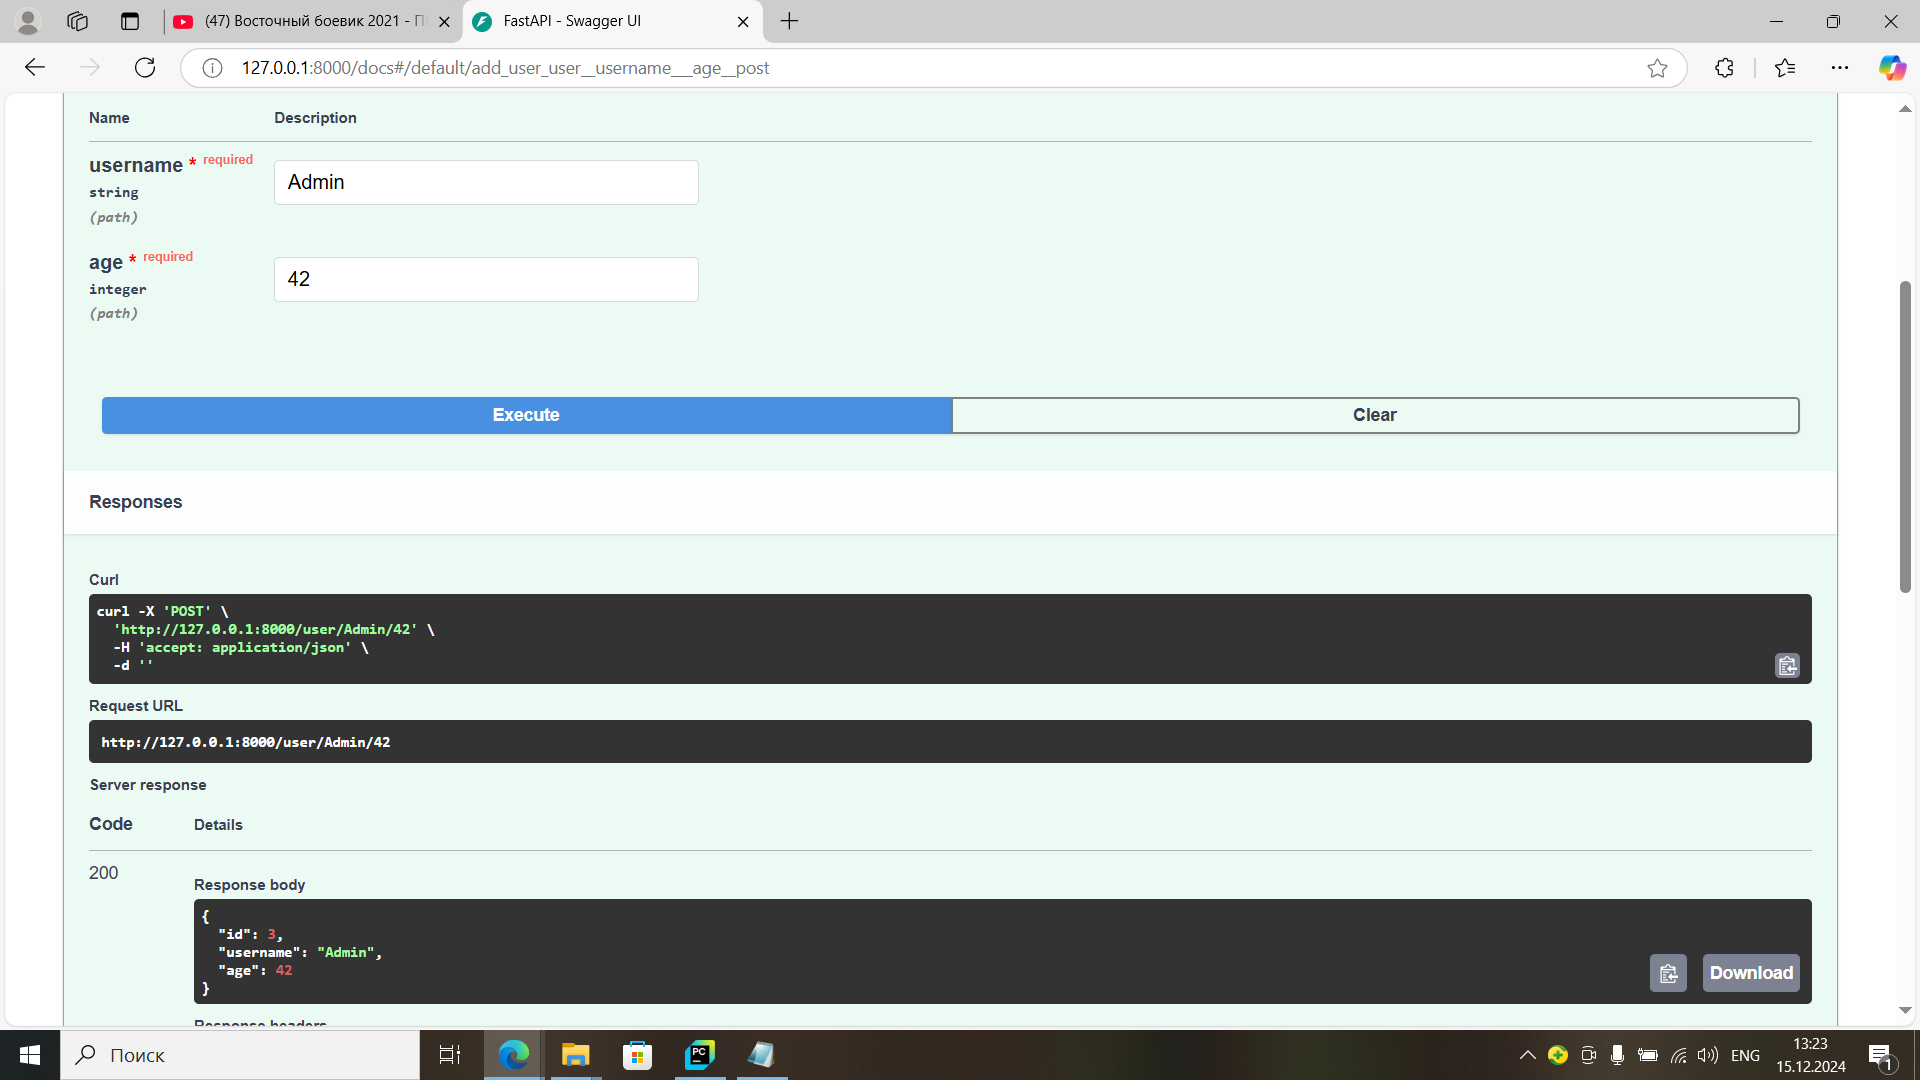 (47) Восточный боевик 2021 - П
FastAPI - Swagger UI
127.0.0.1:8000/docs#/default/add_user_user__username___age__post
Name
Description
username * required
string
(path)
Admin
age * required
integer
(path)
42
Execute
Clear
Responses
Curl
curl -X 'POST' \
'http://127.0.0.1:8000/user/Admin/42' \
-H 'accept: application/json' \
-d ''
Request URL
http://127.0.0.1:8000/user/Admin/42
Server response
Code
Details
200
Response body
{
"id": 3,
"username": "Admin",
"age": 42
}
Download
Response headers
Поиск
PC
ENG
13:23
15.12.2024
1